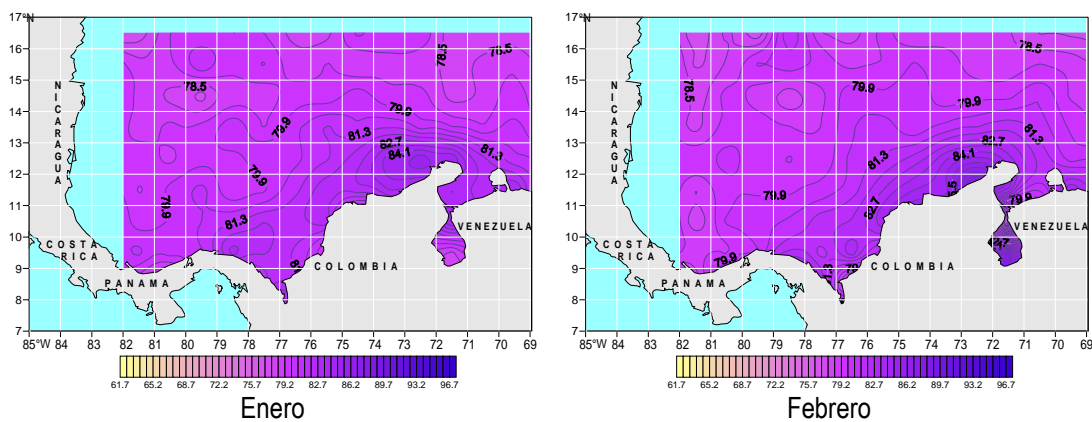 17°N
16
15
14
13
12
11
10
9
8
7
85°W 84 83 82 81 80 79 78 77 76 75 74 73 72 71 70 69
NICARAGUA
COSTA
RICA
PANAMA
COLOMBIA
VENEZUELA
78.5
78.5
78.5
79.9
79.9
81.3
82.7
84.1
81.3
79.9
79.9
81.3
61.7 65.2 68.7 72.2 75.7 79.2 82.7 86.2 89.7 93.2 96.7
Enero
17°N
16
15
14
13
12
11
10
9
8
7
85°W 84 83 82 81 80 79 78 77 76 75 74 73 72 71 70 69
NICARAGUA
COSTA
RICA
PANAMA
COLOMBIA
VENEZUELA
78.5
78.5
79.9
79.9
81.3
82.7
84.1
81.3
79.9
79.9
82.7
79.9
61.7 65.2 68.7 72.2 75.7 79.2 82.7 86.2 89.7 93.2 96.7
Febrero